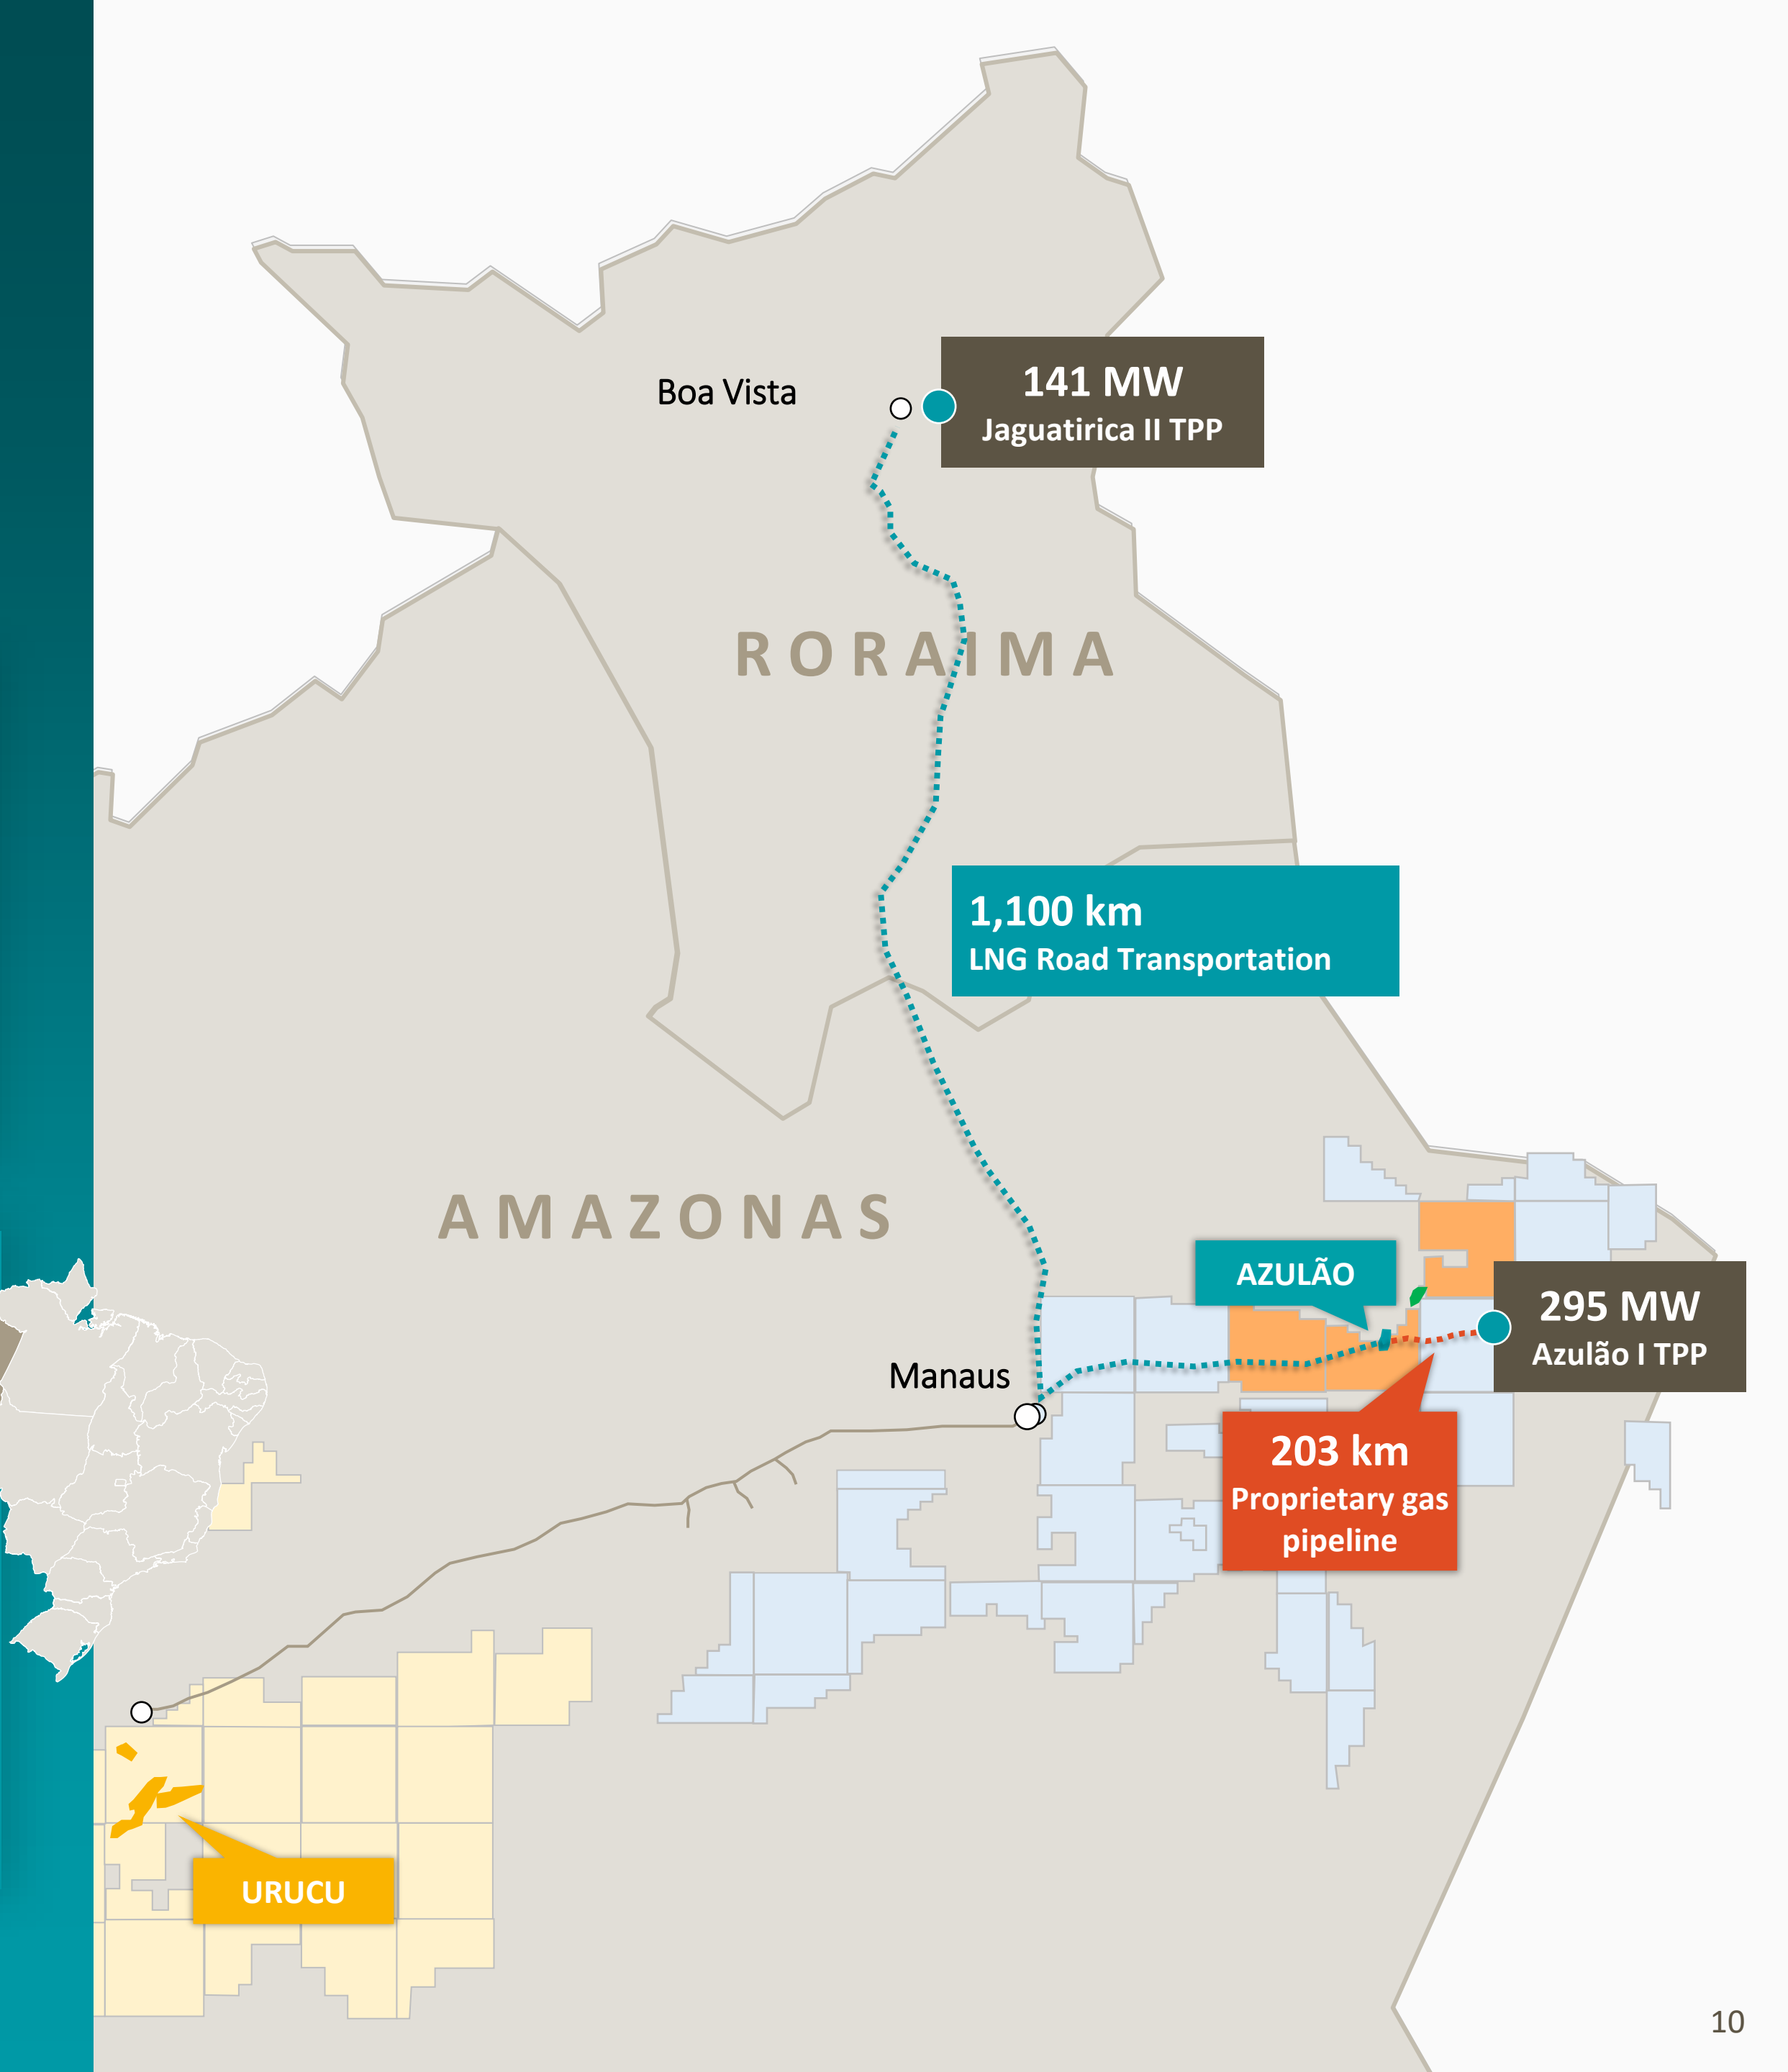 Boa Vista
141 MW
Jaguatirica II TPP
RORAIMA
1,100 km
LNG Road Transportation
AMAZONAS
AZULÃO
295 MW
Azulão I TPP
Manaus
203 km
Proprietary gas
pipeline
URUCU
10